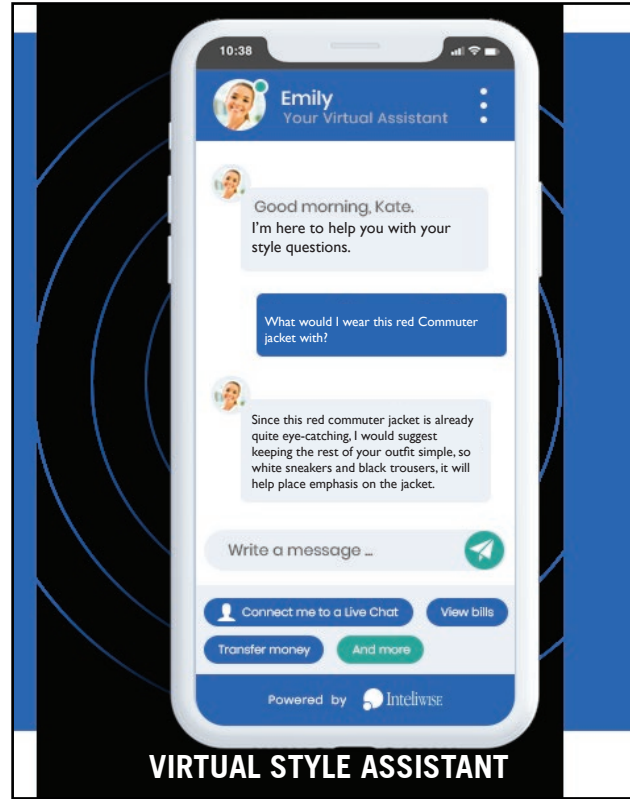 10:38
Emily
Your Virtual Assistant
Good morning, Kate.
I'm here to help you with your
style questions.
What would I wear this red Commuter
jacket with?
Since this red commuter jacket is already
quite eye-catching, I would suggest
keeping the rest of your outfit simple, so
white sneakers and black trousers, it will
help place emphasis on the jacket.
Write a message ...
Connect me to a Live Chat
View bills
Transfer money
And more
Powered by Inteliwise
VIRTUAL STYLE ASSISTANT